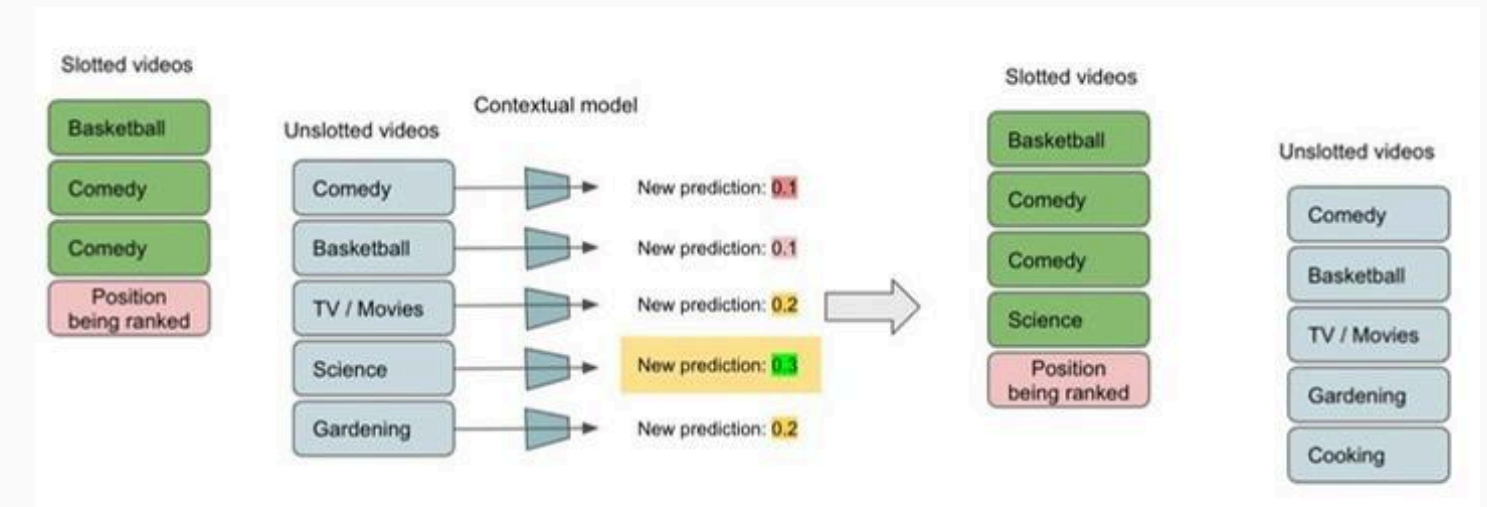 Slotted videos
Basketball
Comedy
Comedy
Position
being ranked
Unslotted videos
Comedy
Basketball
TV / Movies
Science
Gardening
Contextual model
New prediction: 0.1
New prediction: 0.1
New prediction: 0.2
New prediction: 0.3
New prediction: 0.2
Slotted videos
Basketball
Comedy
Comedy
Science
Position
being ranked
Unslotted videos
Comedy
Basketball
TV / Movies
Gardening
Cooking